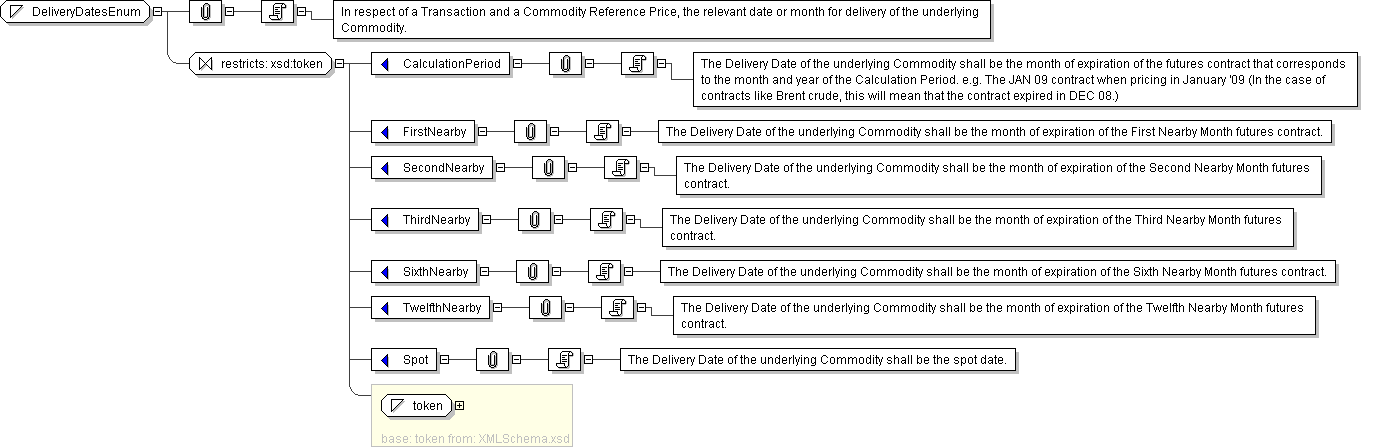 DeliveryDatesEnum
In respect of a Transaction and a Commodity Reference Price, the relevant date or month for delivery of the underlying
Commodity.
restricts: xsd:token
CalculationPeriod
The Delivery Date of the underlying Commodity shall be the month of expiration of the futures contract that corresponds
to the month and year of the Calculation Period. e.g. The JAN 09 contract when pricing in January '09 (In the case of
contracts like Brent crude, this will mean that the contract expired in DEC 08.)
FirstNearby
The Delivery Date of the underlying Commodity shall be the month of expiration of the First Nearby Month futures contract.
SecondNearby
The Delivery Date of the underlying Commodity shall be the month of expiration of the Second Nearby Month futures
contract.
ThirdNearby
The Delivery Date of the underlying Commodity shall be the month of expiration of the Third Nearby Month futures
contract.
SixthNearby
The Delivery Date of the underlying Commodity shall be the month of expiration of the Sixth Nearby Month futures contract.
TwelfthNearby
The Delivery Date of the underlying Commodity shall be the month of expiration of the Twelfth Nearby Month futures
contract.
Spot
The Delivery Date of the underlying Commodity shall be the spot date.
token
base: token from: XMLSchema.xsd